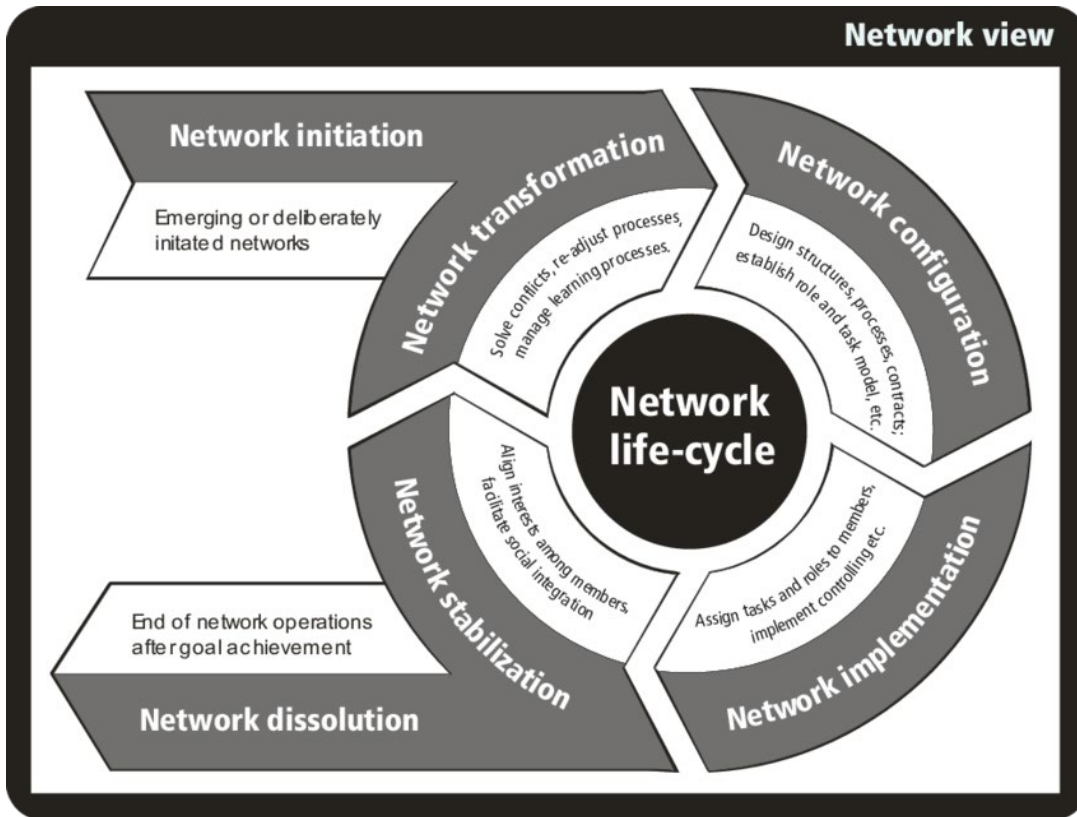 Network view
Network initiation
Emerging or deliberately
initated networks
Network transformation
Solve conflicts, re-adjust processes,
manage learning processes.
Network configuration
Design structures, processes, contracts;
establish role and task model, etc.
Network
life-cycle
Align interests among members,
facilitate social integration
Network stabilization
Assign tasks and roles to members,
implement controlling etc.
Network implementation
End of network operations
after goal achievement
Network dissolution